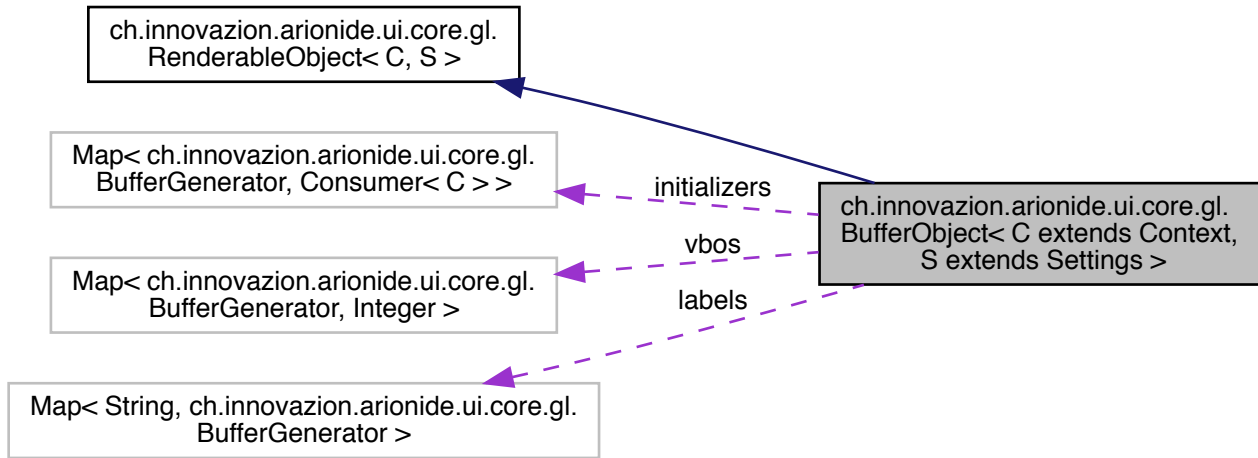 ch.innovazion.arionide.ui.core.gl.
RenderableObject< C, S >
Map< ch.innovazion.arionide.ui.core.gl.
BufferGenerator, Consumer< C > >
initializers
ch.innovazion.arionide.ui.core.gl.
BufferObject< C extends Context,
S extends Settings >
vbos
Map< ch.innovazion.arionide.ui.core.gl.
BufferGenerator, Integer >
labels
Map< String, ch.innovazion.arionide.ui.core.gl.
BufferGenerator >